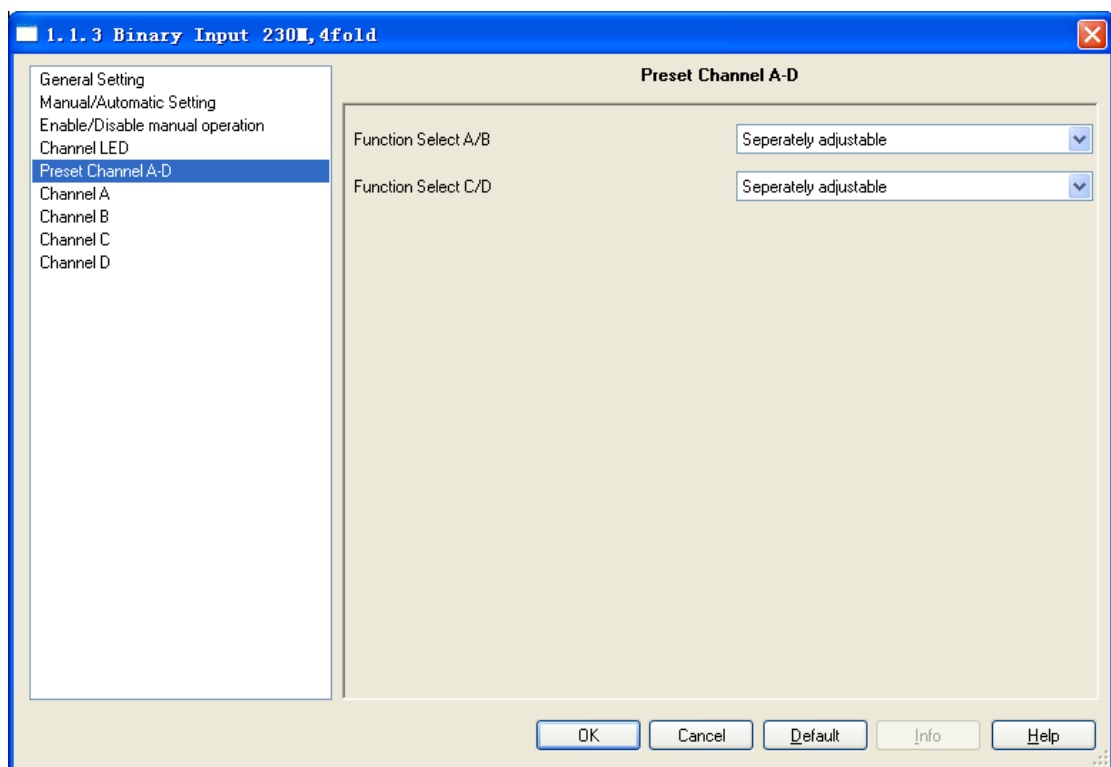 1.1.3 Binary Input 230M,4fold
General Setting
Manual/Automatic Setting
Enable/Disable manual operation
Channel LED
Preset Channel A-D
Channel A
Channel B
Channel C
Channel D
Preset Channel A-D
Function Select A/B
Seperately adjustable
Function Select C/D
Seperately adjustable
OK
Cancel
Default
Info
Help